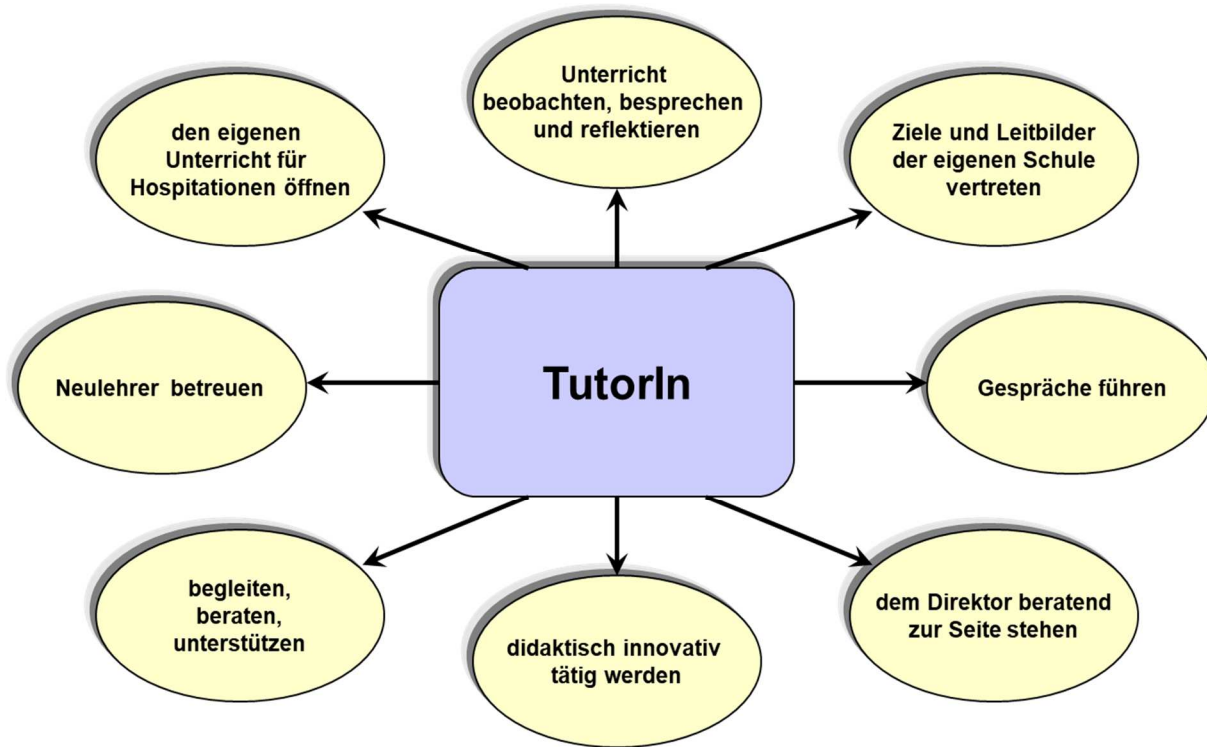 Unterricht
beobachten, besprechen
und reflektieren
den eigenen
Unterricht für
Hospitationen öffnen
Ziele und Leitbilder
der eigenen Schule
vertreten
Neulehrer betreuen
TutorIn
Gespräche führen
begleiten,
beraten,
unterstützen
didaktisch innovativ
tätig werden
dem Direktor beratend
zur Seite stehen